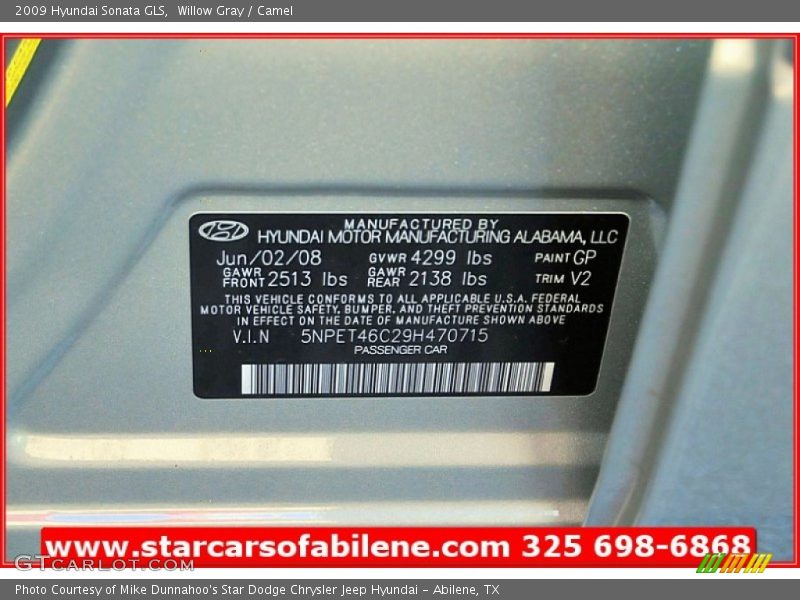 2009 Hyundai Sonata GLS, Willow Gray / Camel
MANUFACTURED BY
HYUNDAI MOTOR MANUFACTURING ALABAMA, LLC
Jun/02/08 GVWR 4299 lbs PAINT GP
GAWR FRONT 2513 lbs GAWR REAR 2138 lbs TRIM V2
THIS VEHICLE CONFORMS TO ALL APPLICABLE U.S.A. FEDERAL
MOTOR VEHICLE SAFETY, BUMPER, AND THEFT PREVENTION STANDARDS
IN EFFECT ON THE DATE OF MANUFACTURE SHOWN ABOVE
V.I.N 5NPET46C29H470715
PASSENGER CAR
www.starcarsofabilene.com 325 698-6868
GTCARLOT.COM
Photo Courtesy of Mike Dunnahoo's Star Dodge Chrysler Jeep Hyundai - Abilene, TX